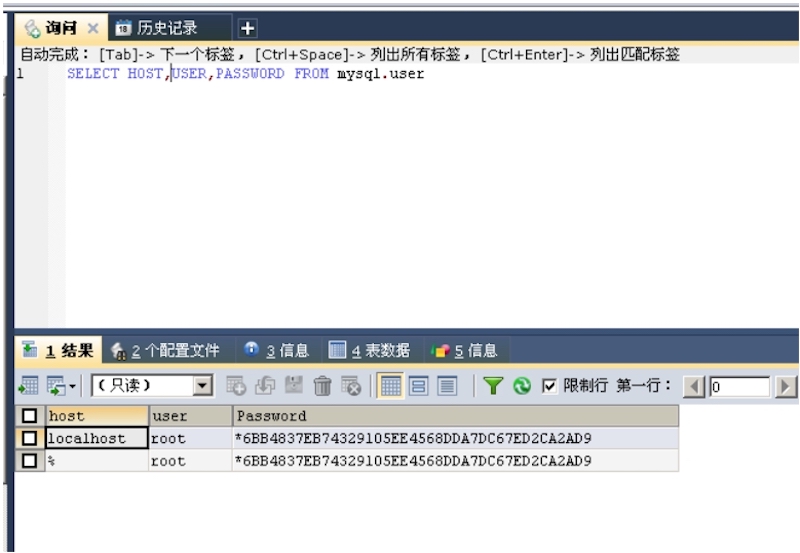 询问 历史记录
自动完成： [Tab]-> 下一个标签， [Ctrl+Space]-> 列出所有标签， [Ctrl+Enter]-> 列出匹配标签
1 SELECT HOST,USER,PASSWORD FROM mysql.user
1 结果 2 个配置文件 3 信息 4 表数据 5 信息
（只读） 限制行 第一行： 0
host user Password
localhost root *6BB4837EB74329105EE4568DDA7DC67ED2CA2AD9
% root *6BB4837EB74329105EE4568DDA7DC67ED2CA2AD9